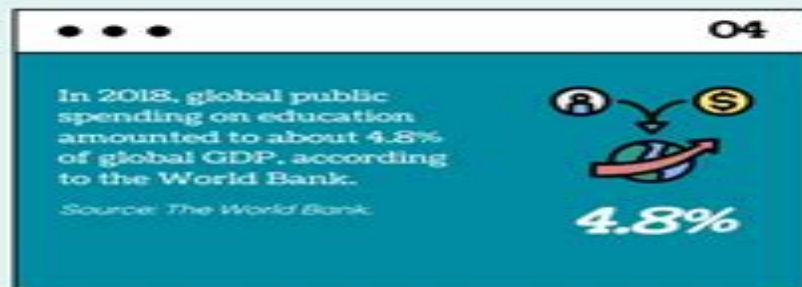 04
In 2018, global public
spending on education
amounted to about 4.8%
of global GDP, according
to the World Bank.
Source: The World Bank
$
4.8%